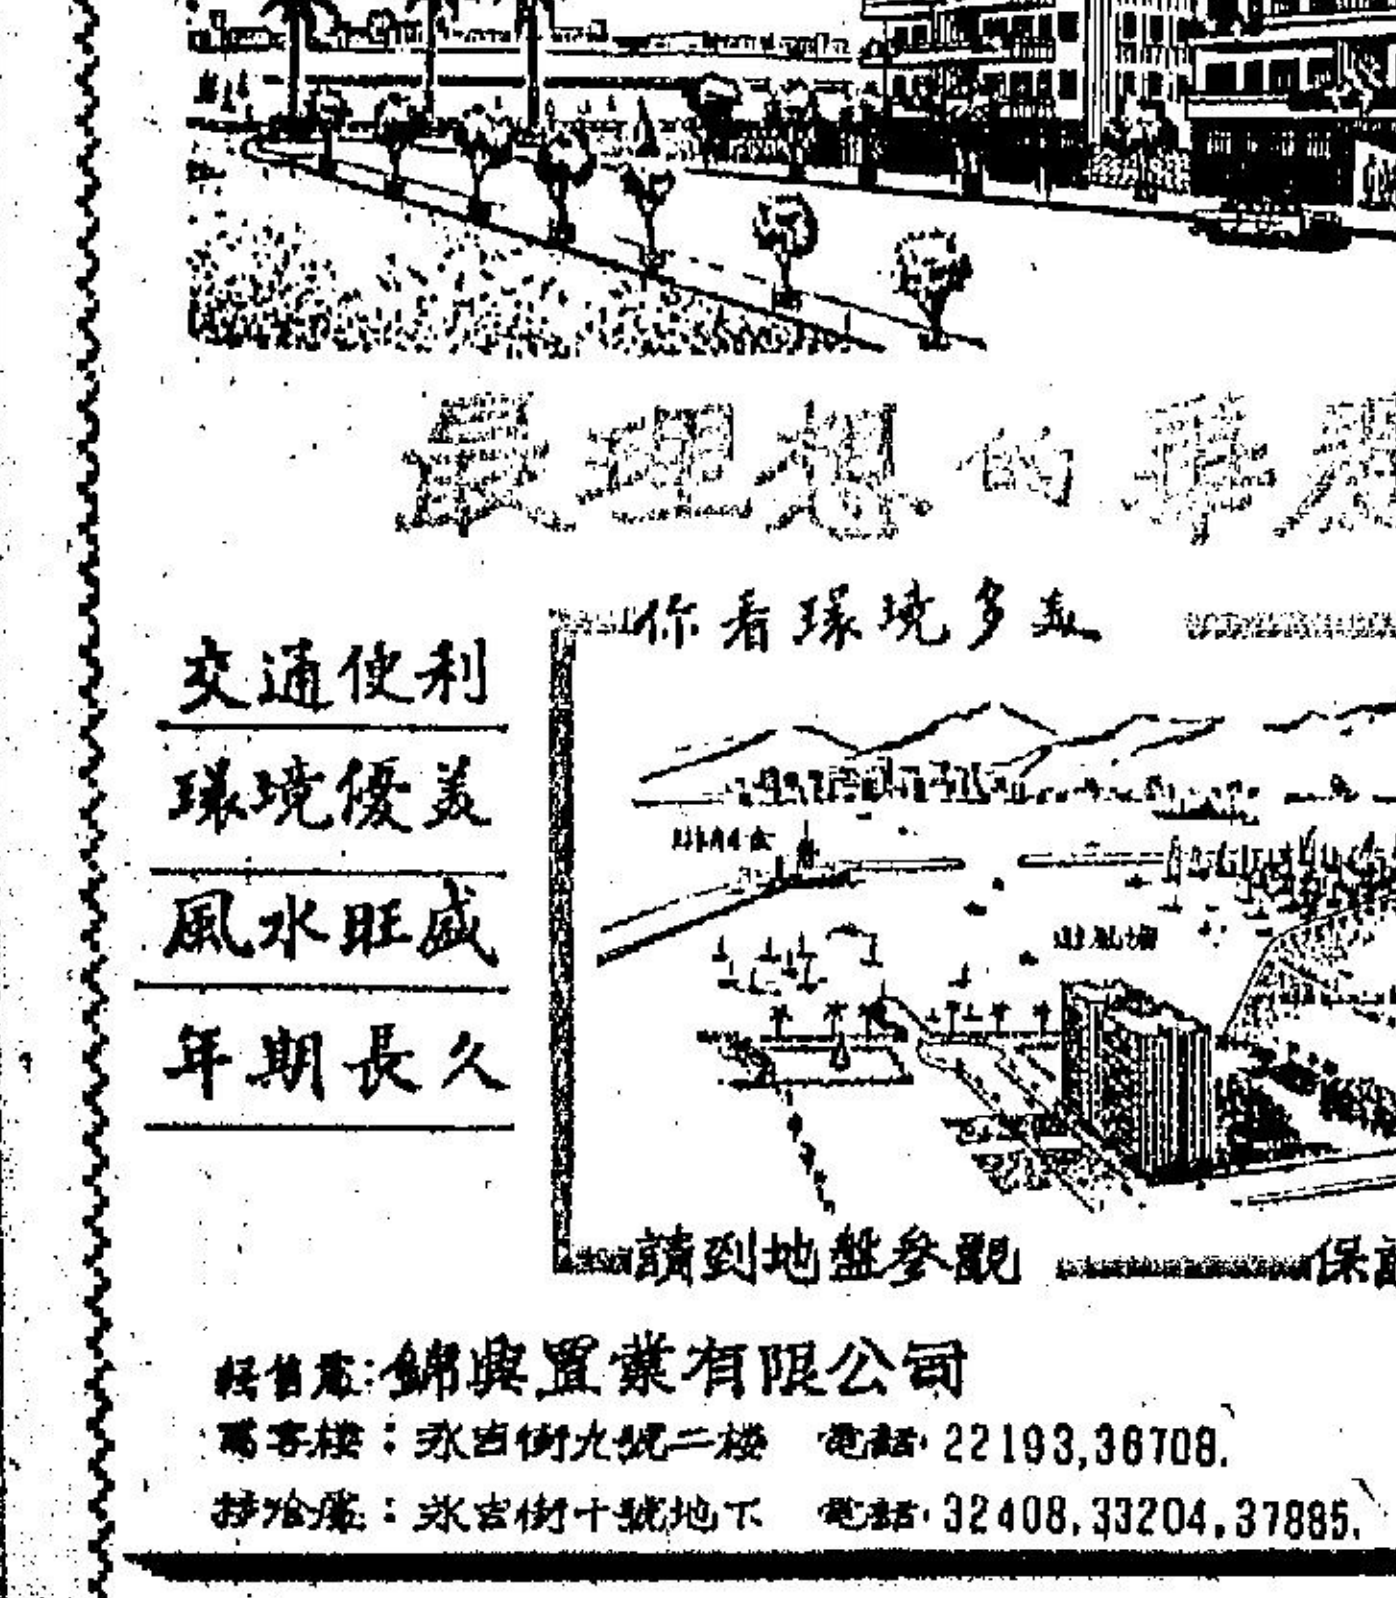 最理想的
你看環境多美
交通便利
環境優美
風水旺盛
年期長久
請到地盤參觀
保証
經售處:錦興置業有限公司
寫字樓:永吉街九號二樓 電話·22193,36708.
接洽處:永吉街十號地下 電話·32408.33204.37885.